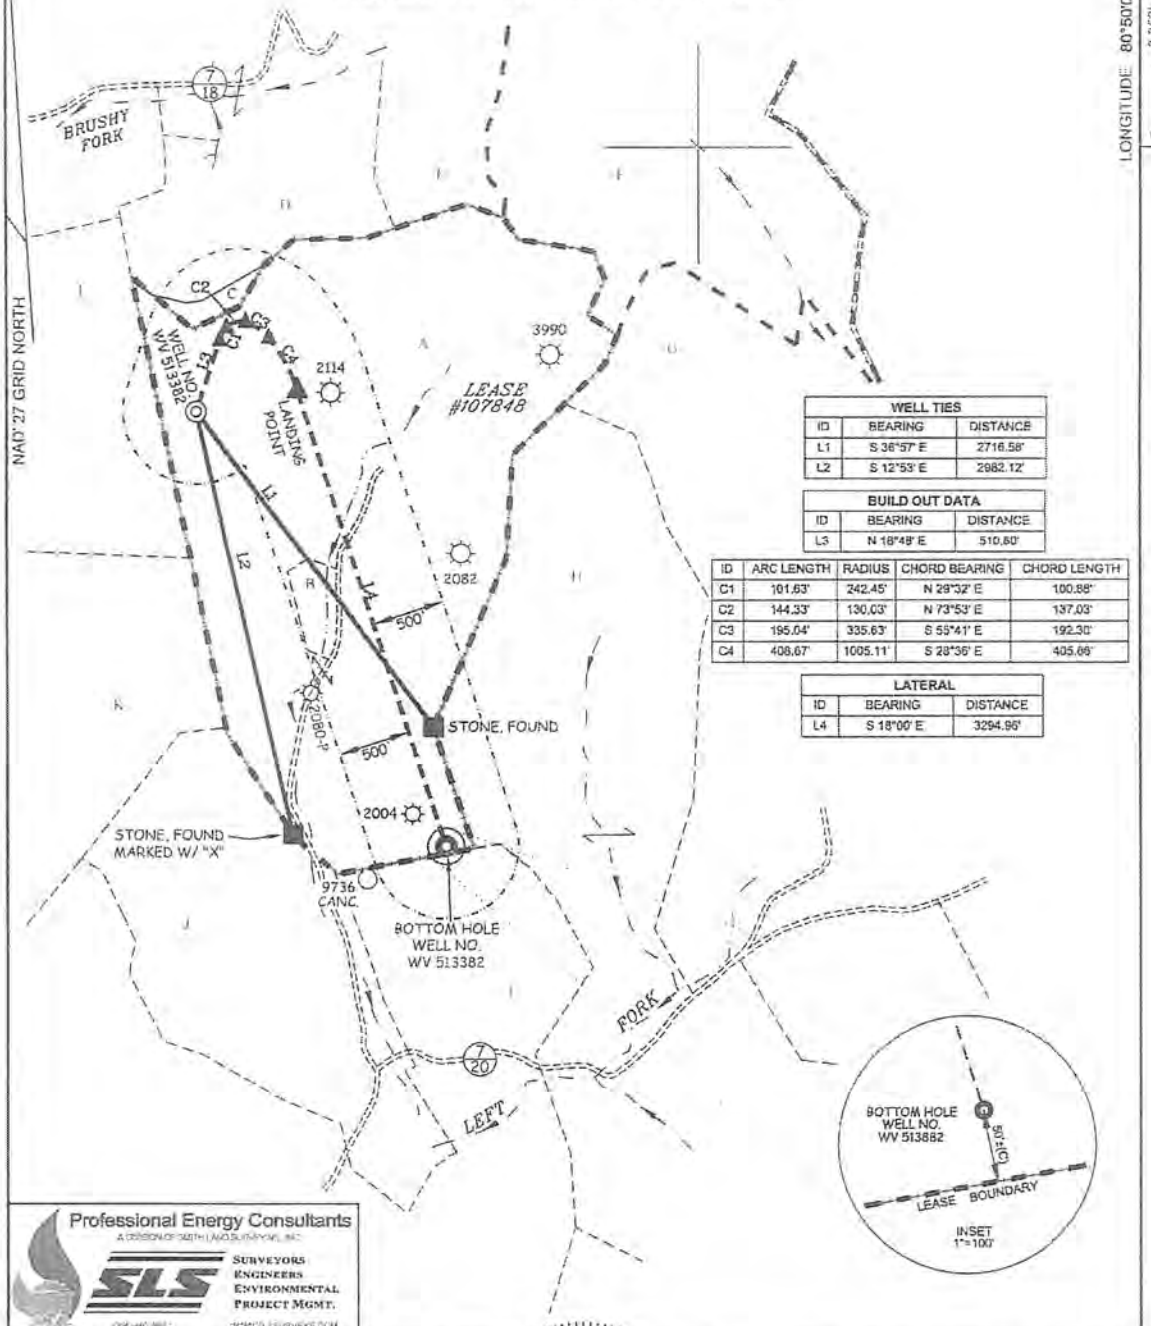 LONGITUDE 80°50'0
7
18
BRUSHY
FORK
NAD'27 GRID NORTH
D
E
F
C2
C
C3
C1
L3
C4
WELL NO.
WV 513382
A
3990
G
2114
LEASE
#107848
LANDING
POINT
WELL TIES
ID BEARING DISTANCE
L1 S 36°57' E 2716.58'
L2 S 12°53' E 2982.12'
BUILD OUT DATA
ID BEARING DISTANCE
L3 N 18°48' E 510.80'
ID ARC LENGTH RADIUS CHORD BEARING CHORD LENGTH
C1 101.63' 242.45' N 29°32' E 100.88'
C2 144.33' 130.03' N 73°53' E 137.03'
C3 195.04' 335.63' S 55°41' E 192.30'
C4 408.67' 1005.11' S 28°36' E 405.86'
LATERAL
ID BEARING DISTANCE
L4 S 18°00' E 3294.96'
L1
L2
2082
H
L4
500'
K
2080-P
STONE, FOUND
500'
2004
STONE, FOUND
MARKED W/ "X"
9736
CANC.
J
BOTTOM HOLE
WELL NO.
WV 513382
I
FORK
7
20
LEFT
BOTTOM HOLE
WELL NO.
WV 513882
50'±(C)
LEASE BOUNDARY
INSET
1"=100'
Professional Energy Consultants
A DIVISION OF SMITH LAND SURVEYING, INC.
SLS
SURVEYORS
ENGINEERS
ENVIRONMENTAL
PROJECT MGMT.